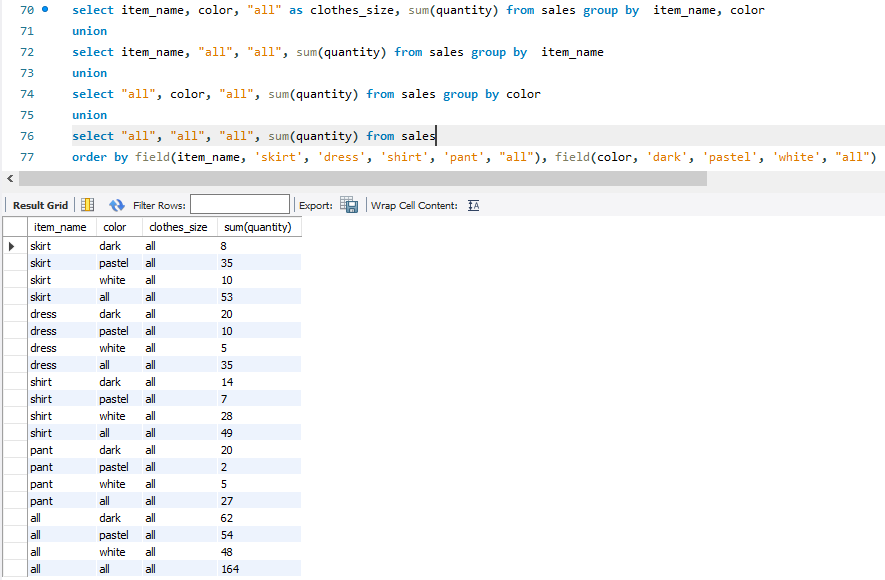 70 select item_name, color, "all" as clothes_size, sum(quantity) from sales group by  item_name, color
71 union
72 select item_name, "all", "all", sum(quantity) from sales group by  item_name
73 union
74 select "all", color, "all", sum(quantity) from sales group by color
75 union
76 select "all", "all", "all", sum(quantity) from sales
77 order by field(item_name, 'skirt', 'dress', 'shirt', 'pant', "all"), field(color, 'dark', 'pastel', 'white', "all")
Result Grid Filter Rows: Export: Wrap Cell Content:
item_name color clothes_size sum(quantity)
skirt dark all 8
skirt pastel all 35
skirt white all 10
skirt all all 53
dress dark all 20
dress pastel all 10
dress white all 5
dress all all 35
shirt dark all 14
shirt pastel all 7
shirt white all 28
shirt all all 49
pant dark all 20
pant pastel all 2
pant white all 5
pant all all 27
all dark all 62
all pastel all 54
all white all 48
all all all 164